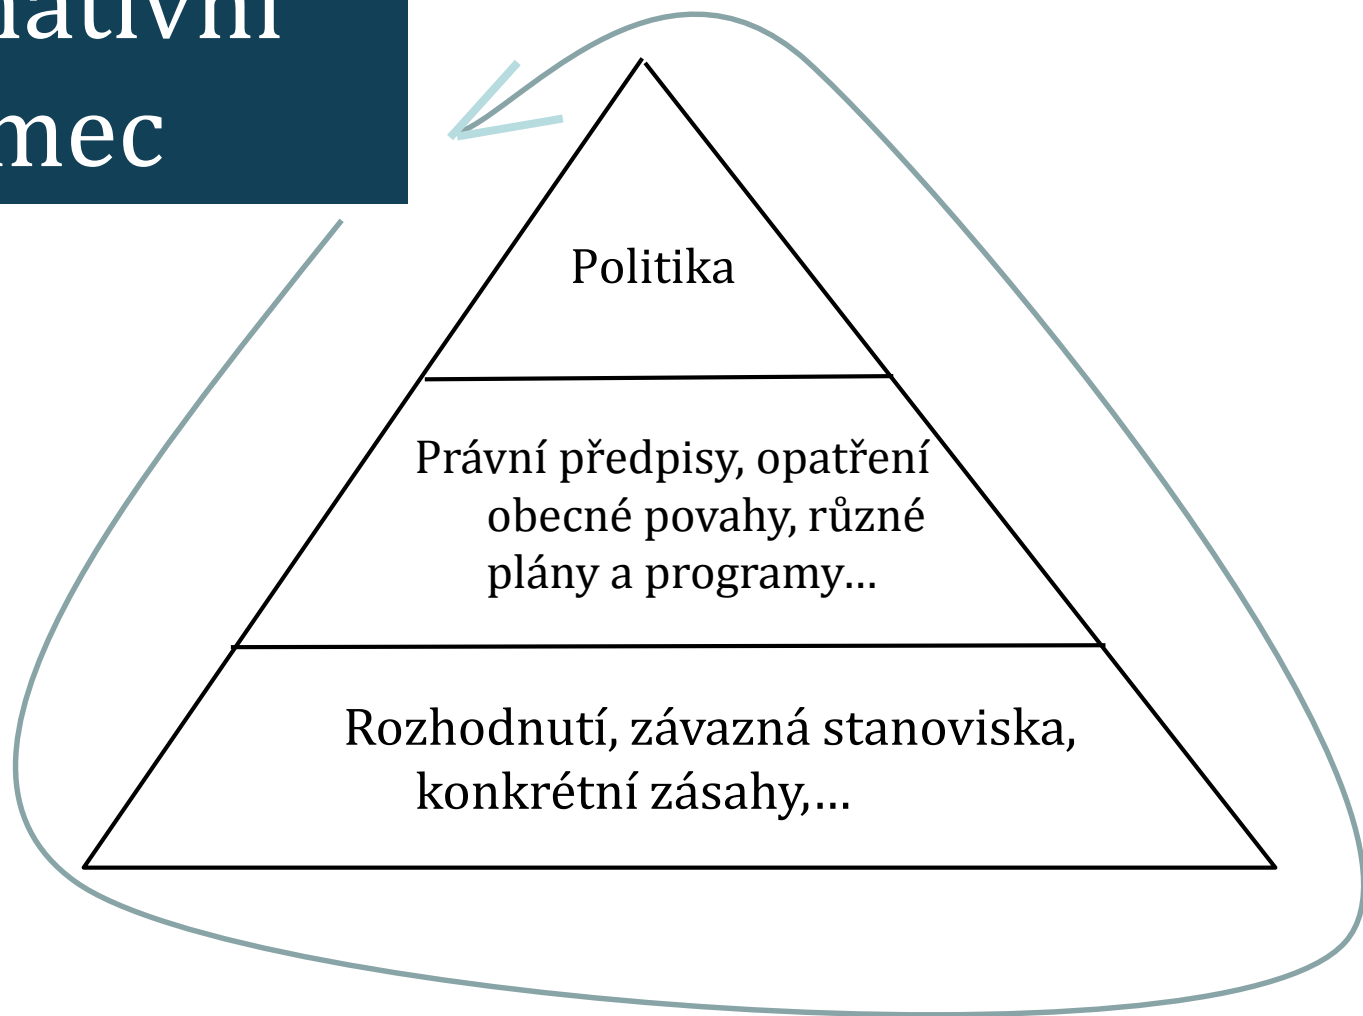 mec
Politika
Právní předpisy, opatření
obecné povahy, různé
plány a programy…
Rozhodnutí, závazná stanoviska,
konkrétní zásahy,…